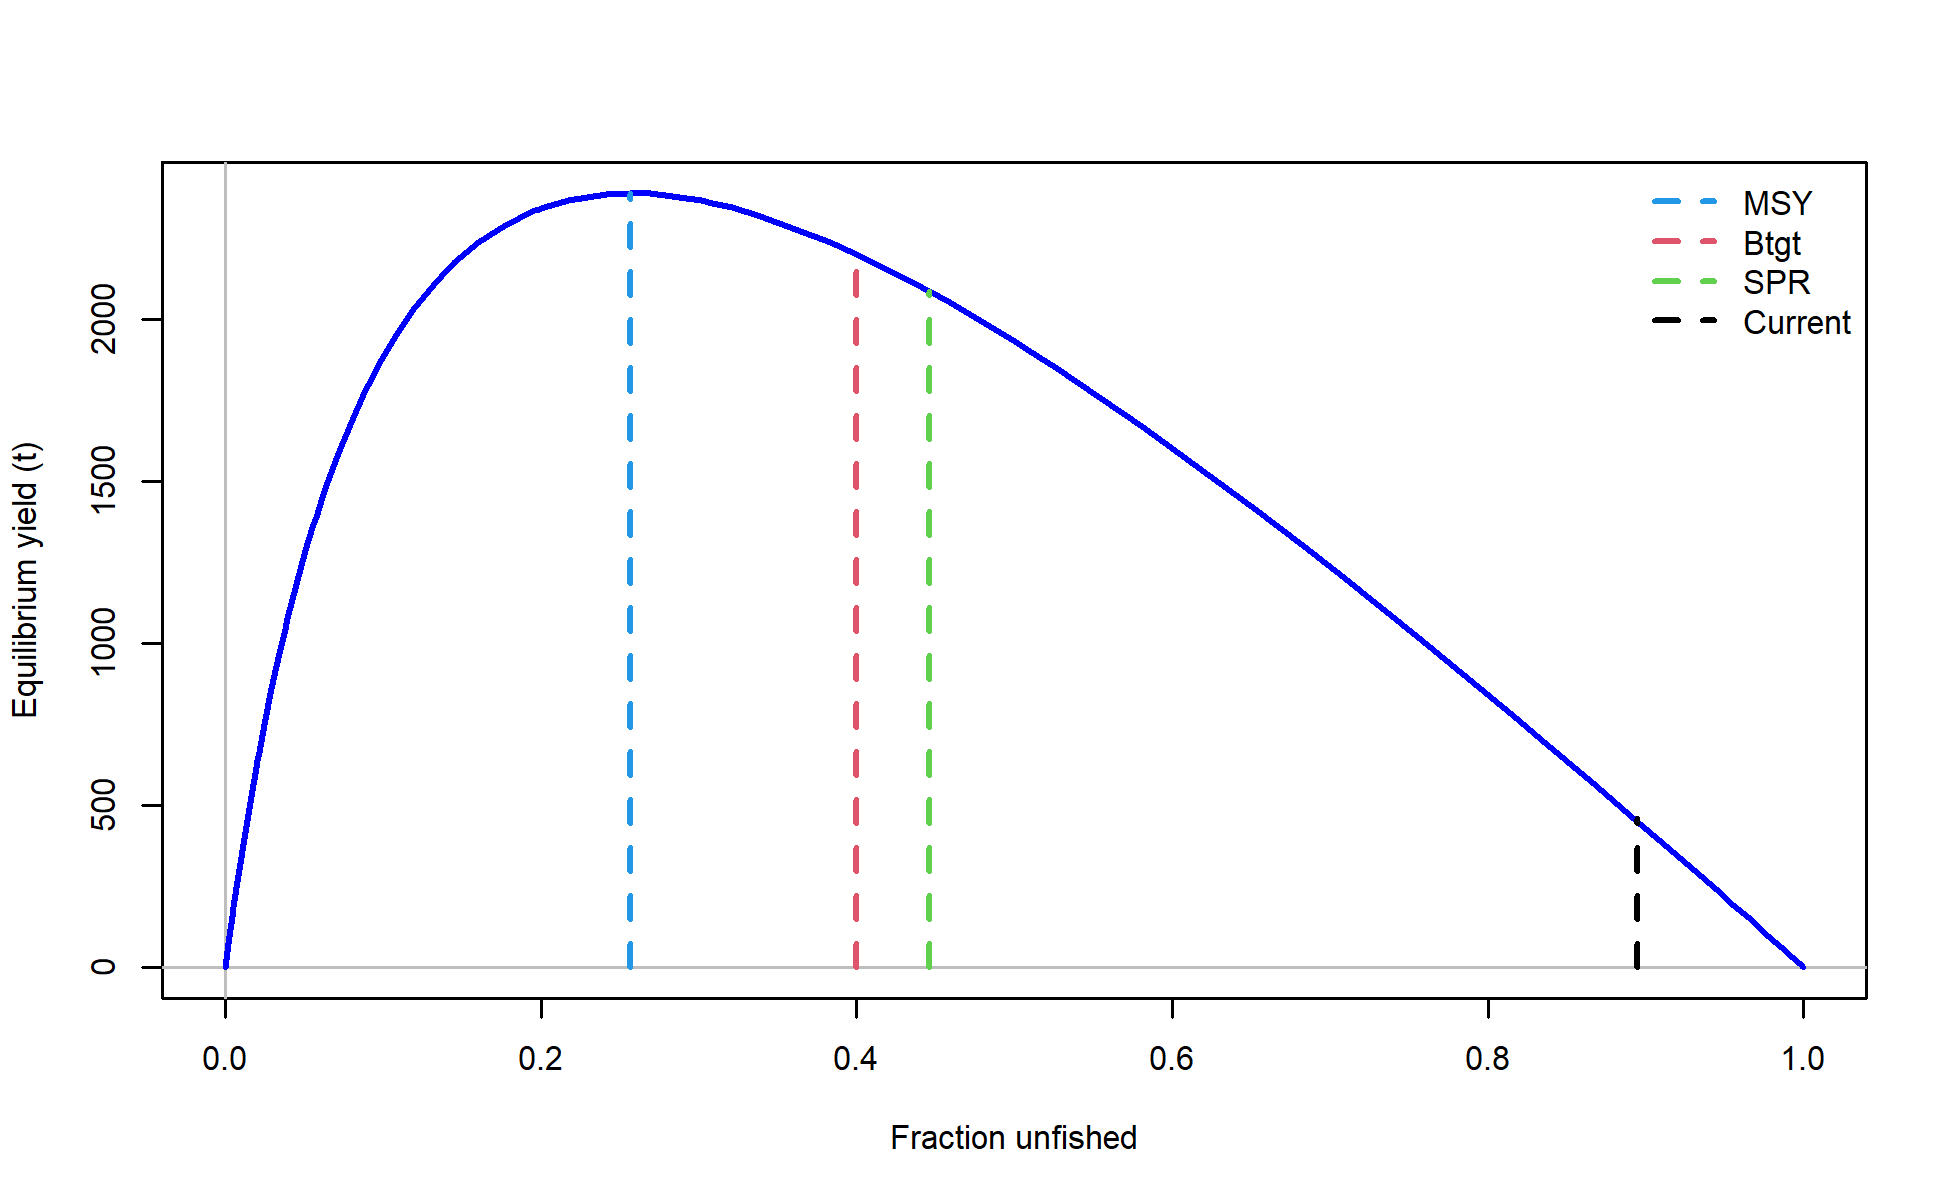 MSY
Btgt
SPR
Current
Equilibrium yield (t)
2000
1500
1000
500
0
0.0 0.2 0.4 0.6 0.8 1.0
Fraction unfished